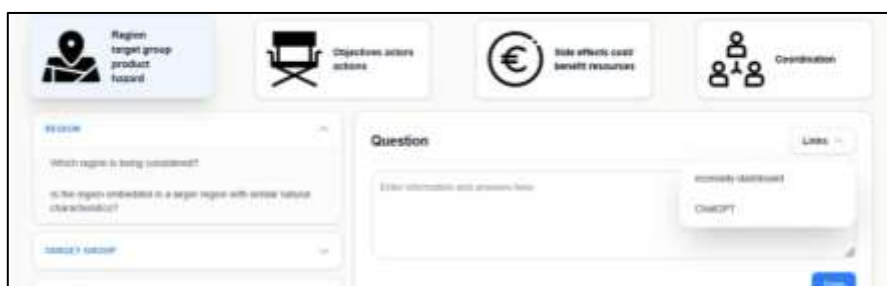 Region
target group
product
hazard
Objectives actors
actions
Side effects cost/
benefit resources
Coordination
REGION
Which region is being considered?
Is the region embedded in a larger region with similar natural
characteristics?
TARGET GROUP
Question
Links
Enter information and answers here
dashboard
ChatGPT